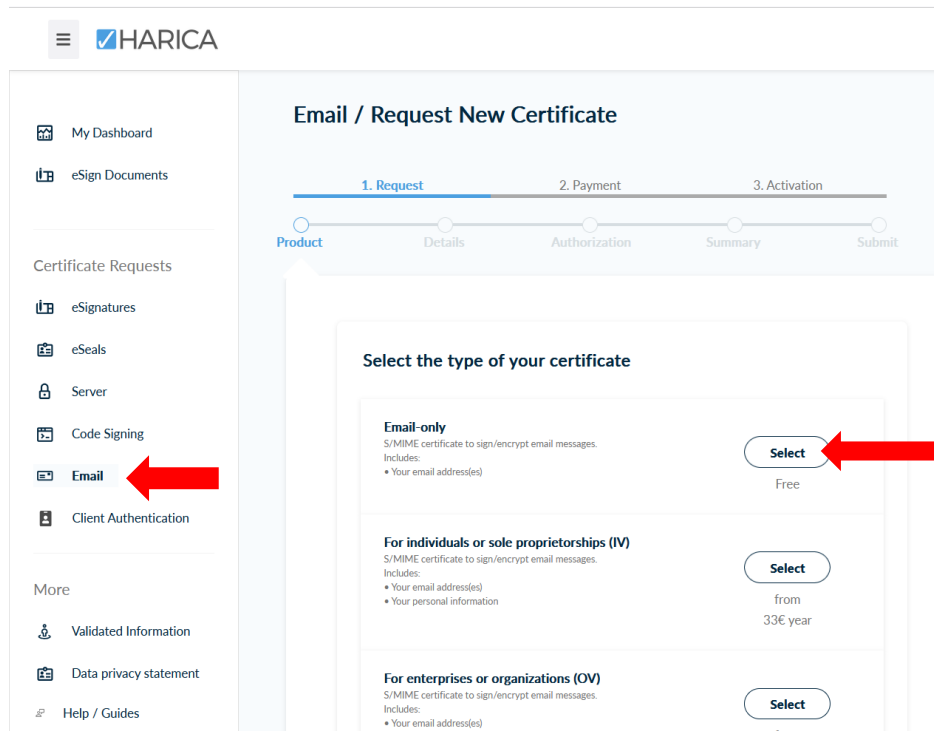 HARICA
My Dashboard
eSign Documents
Certificate Requests
eSignatures
eSeals
Server
Code Signing
Email
Client Authentication
More
Validated Information
Data privacy statement
Help / Guides
Email / Request New Certificate
1. Request 2. Payment 3. Activation
Product Details Authorization Summary Submit
Select the type of your certificate
Email-only
S/MIME certificate to sign/encrypt email messages.
Includes:
• Your email address(es)
Select
Free
For individuals or sole proprietorships (IV)
S/MIME certificate to sign/encrypt email messages.
Includes:
• Your email address(es)
• Your personal information
Select
from
33€ year
For enterprises or organizations (OV)
S/MIME certificate to sign/encrypt email messages.
Includes:
• Your email address(es)
Select